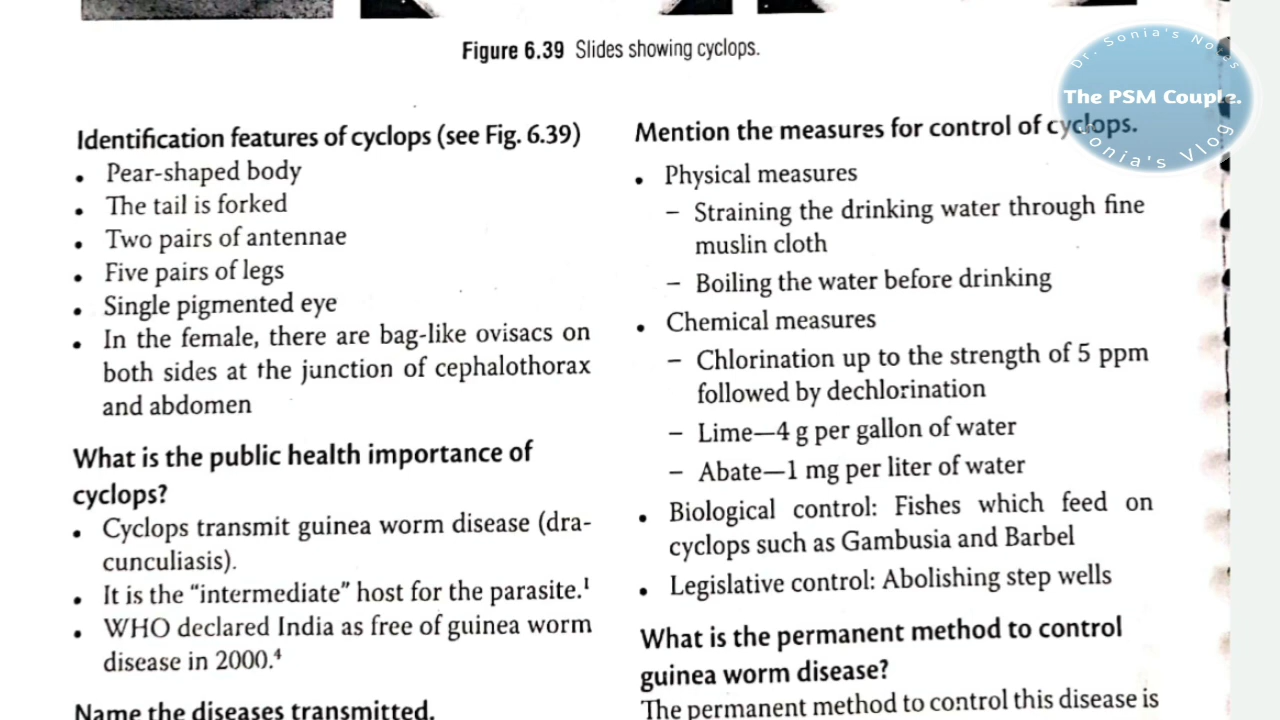 Figure 6.39 Slides showing cyclops.
Dr. Sonia's Notes
The PSM Couple.
Sonia's Vlog
Identification features of cyclops (see Fig. 6.39)
• Pear-shaped body
• The tail is forked
• Two pairs of antennae
• Five pairs of legs
• Single pigmented eye
• In the female, there are bag-like ovisacs on
both sides at the junction of cephalothorax
and abdomen
What is the public health importance of
cyclops?
• Cyclops transmit guinea worm disease (dra-
cunculiasis).
• It is the “intermediate” host for the parasite.¹
• WHO declared India as free of guinea worm
disease in 2000.⁴
Name the diseases transmitted.
Mention the measures for control of cyclops.
• Physical measures
– Straining the drinking water through fine
muslin cloth
– Boiling the water before drinking
• Chemical measures
– Chlorination up to the strength of 5 ppm
followed by dechlorination
– Lime—4 g per gallon of water
– Abate—1 mg per liter of water
• Biological control: Fishes which feed on
cyclops such as Gambusia and Barbel
• Legislative control: Abolishing step wells
What is the permanent method to control
guinea worm disease?
The permanent method to control this disease is